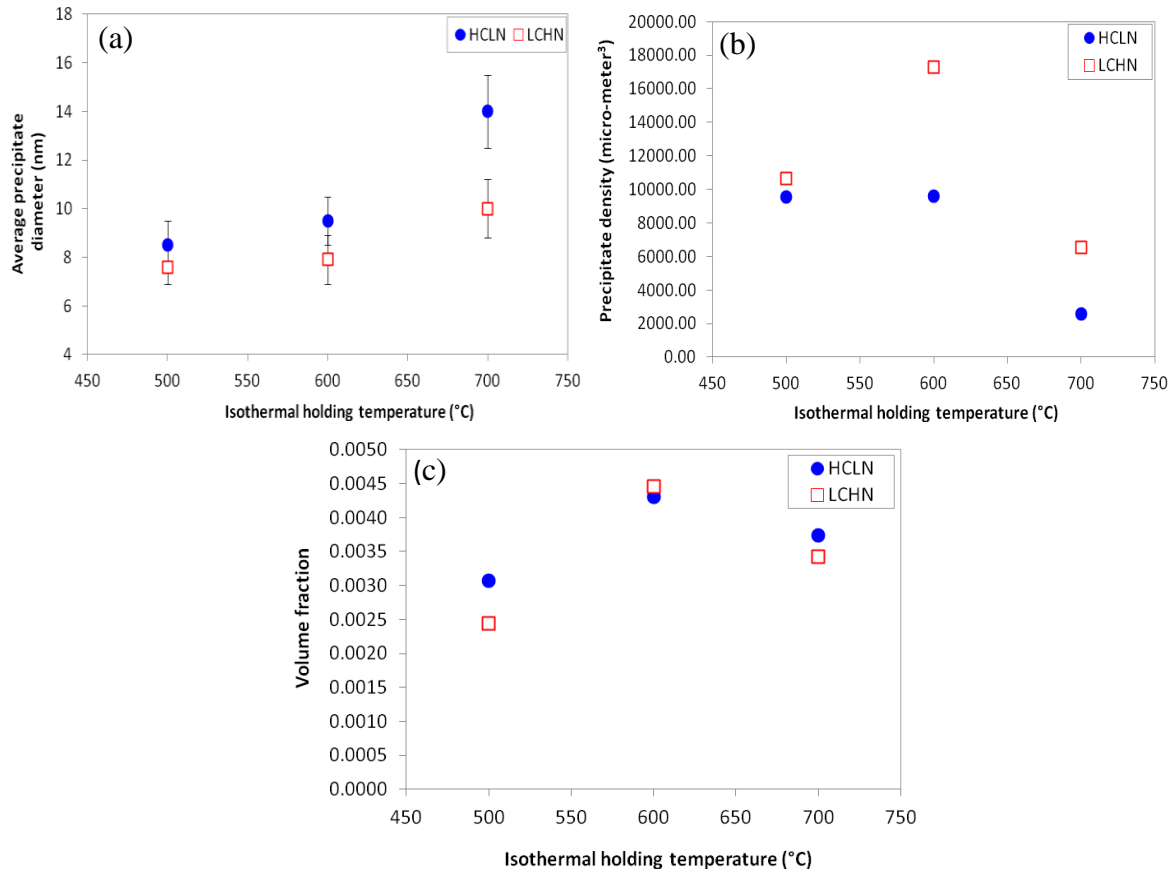 (a)
HCLN LCHN
18
16
14
12
10
8
6
4
450 500 550 600 650 700 750
Average precipitate
diameter (nm)
Isothermal holding temperature (°C)
(b)
HCLN
LCHN
20000.00
18000.00
16000.00
14000.00
12000.00
10000.00
8000.00
6000.00
4000.00
2000.00
0.00
450 500 550 600 650 700 750
Precipitate density (micro-meter³)
Isothermal holding temperature (°C)
(c)
HCLN
LCHN
0.0050
0.0045
0.0040
0.0035
0.0030
0.0025
0.0020
0.0015
0.0010
0.0005
0.0000
450 500 550 600 650 700 750
Volume fraction
Isothermal holding temperature (°C)